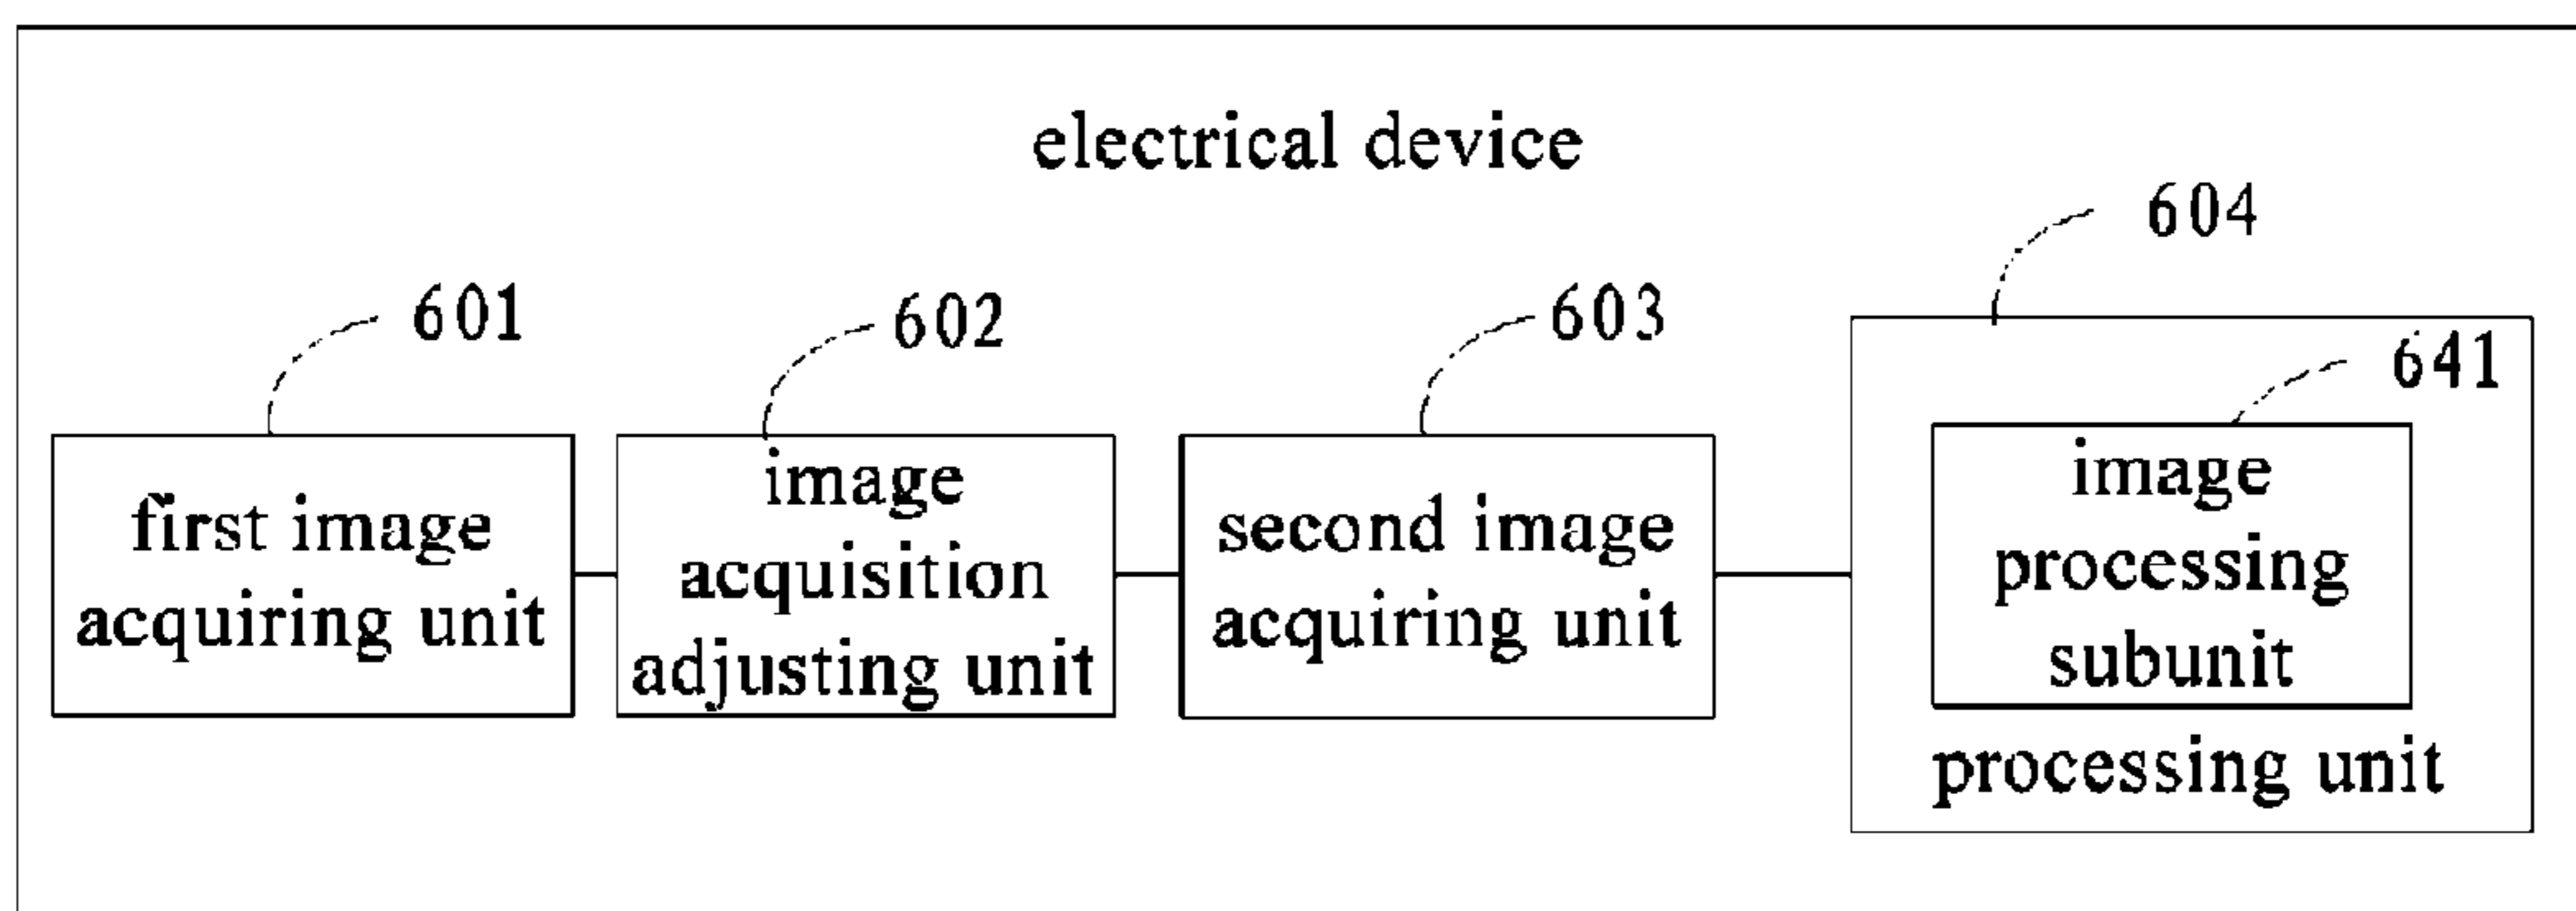 electrical device
604
601
602
603
641
first image
acquiring unit
image
acquisition
adjusting unit
second image
acquiring unit
image
processing
subunit
processing unit